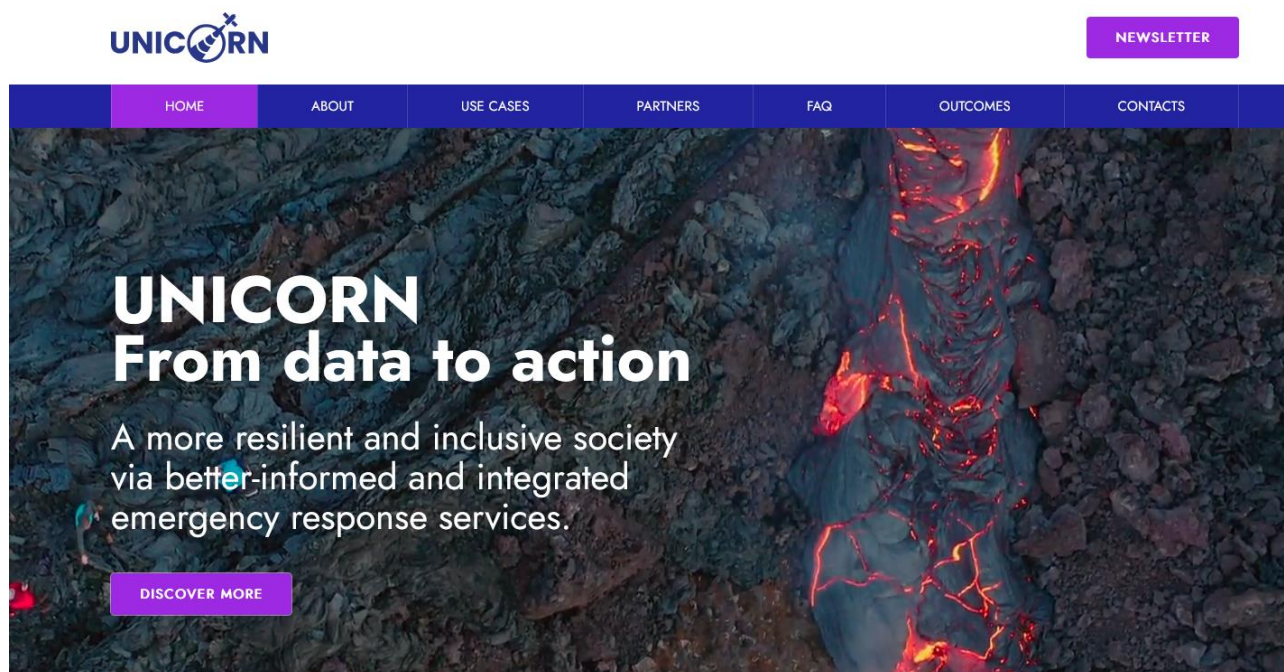 UNICORN
NEWSLETTER
HOME ABOUT USE CASES PARTNERS FAQ OUTCOMES CONTACTS
UNICORN
From data to action
A more resilient and inclusive society
via better-informed and integrated
emergency response services.
DISCOVER MORE